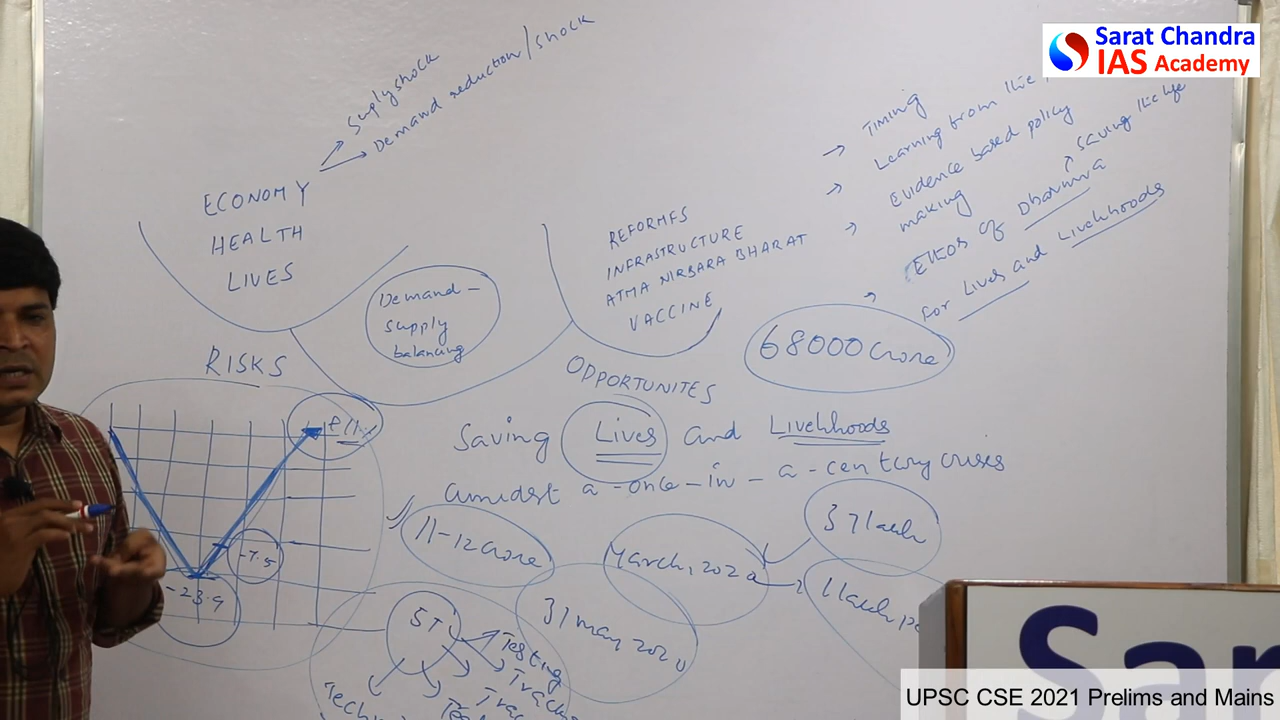 Sarat Chandra
IAS Academy
Suply shock
Demand reduction/shock
ECONOMY
HEALTH
LIVES
RISKS
Demand -
supply
balancing
REFORMFS
INFRASTRUCTURE
ATMA NIRBARA BHARAT
VACCINE
OPPORTUNITES
Timing
Learning from the
Evidence based policy
making
saving the life
Ethos of Dharma
For Lives and Livelihoods
68000 crore
Saving Lives and Livelihoods
amidst a-once-in-a-century crises
-7.5
-23.9
11-12 crore
March, 2020
37 lakh
31 may 2020
5T
Testing
UPSC CSE 2021 Prelims and Mains